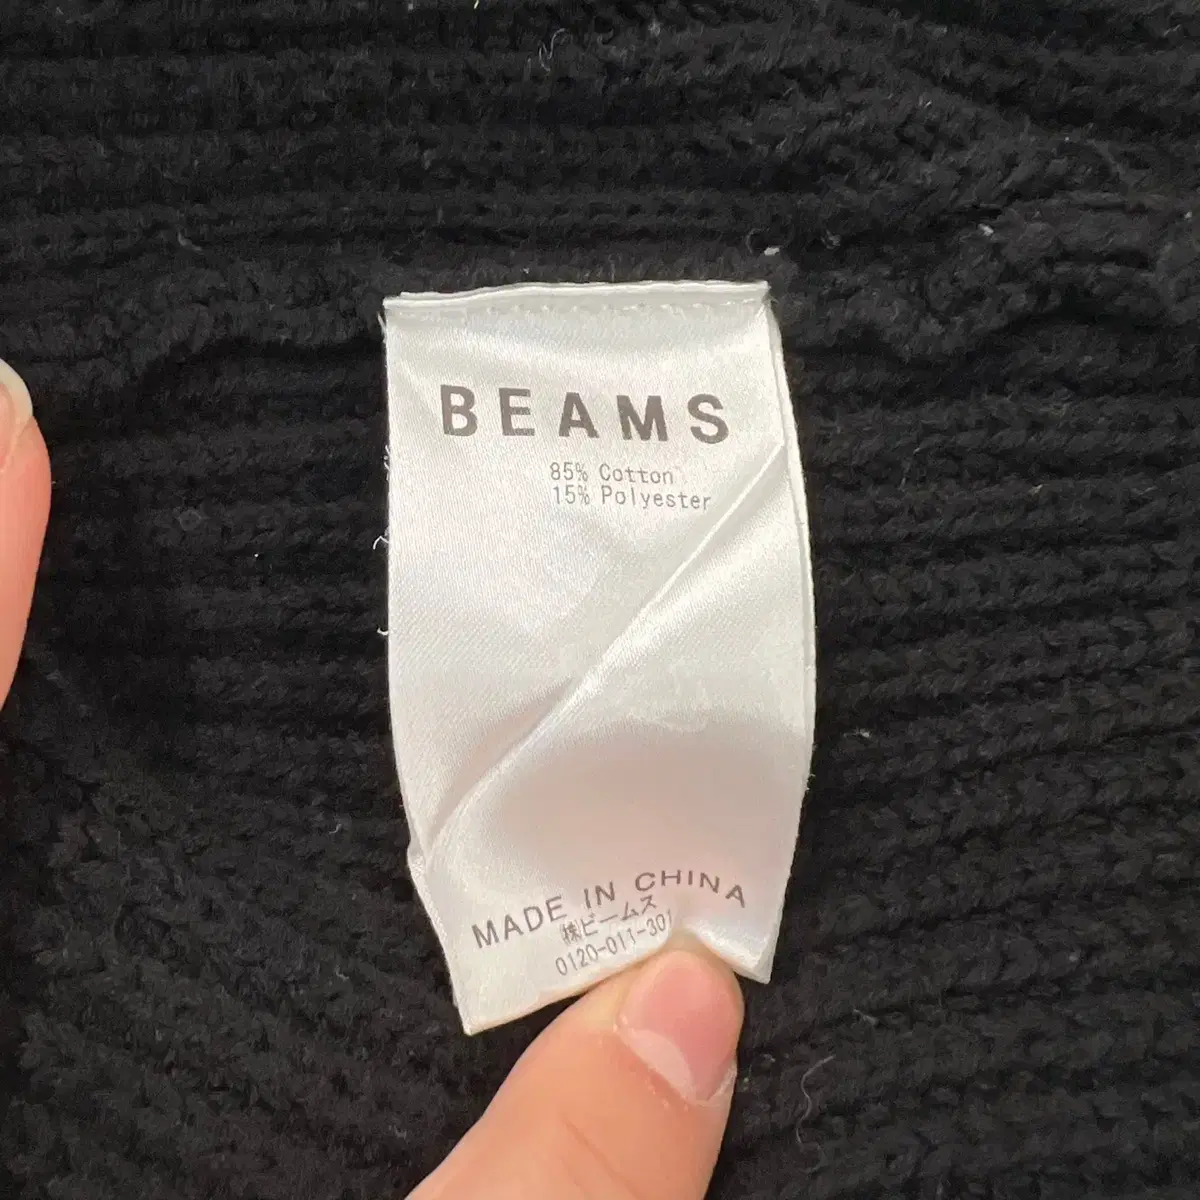 BEAMS
85% Cotton
15% Polyester
MADE IN CHINA
㈱ビームス
0120-011-301